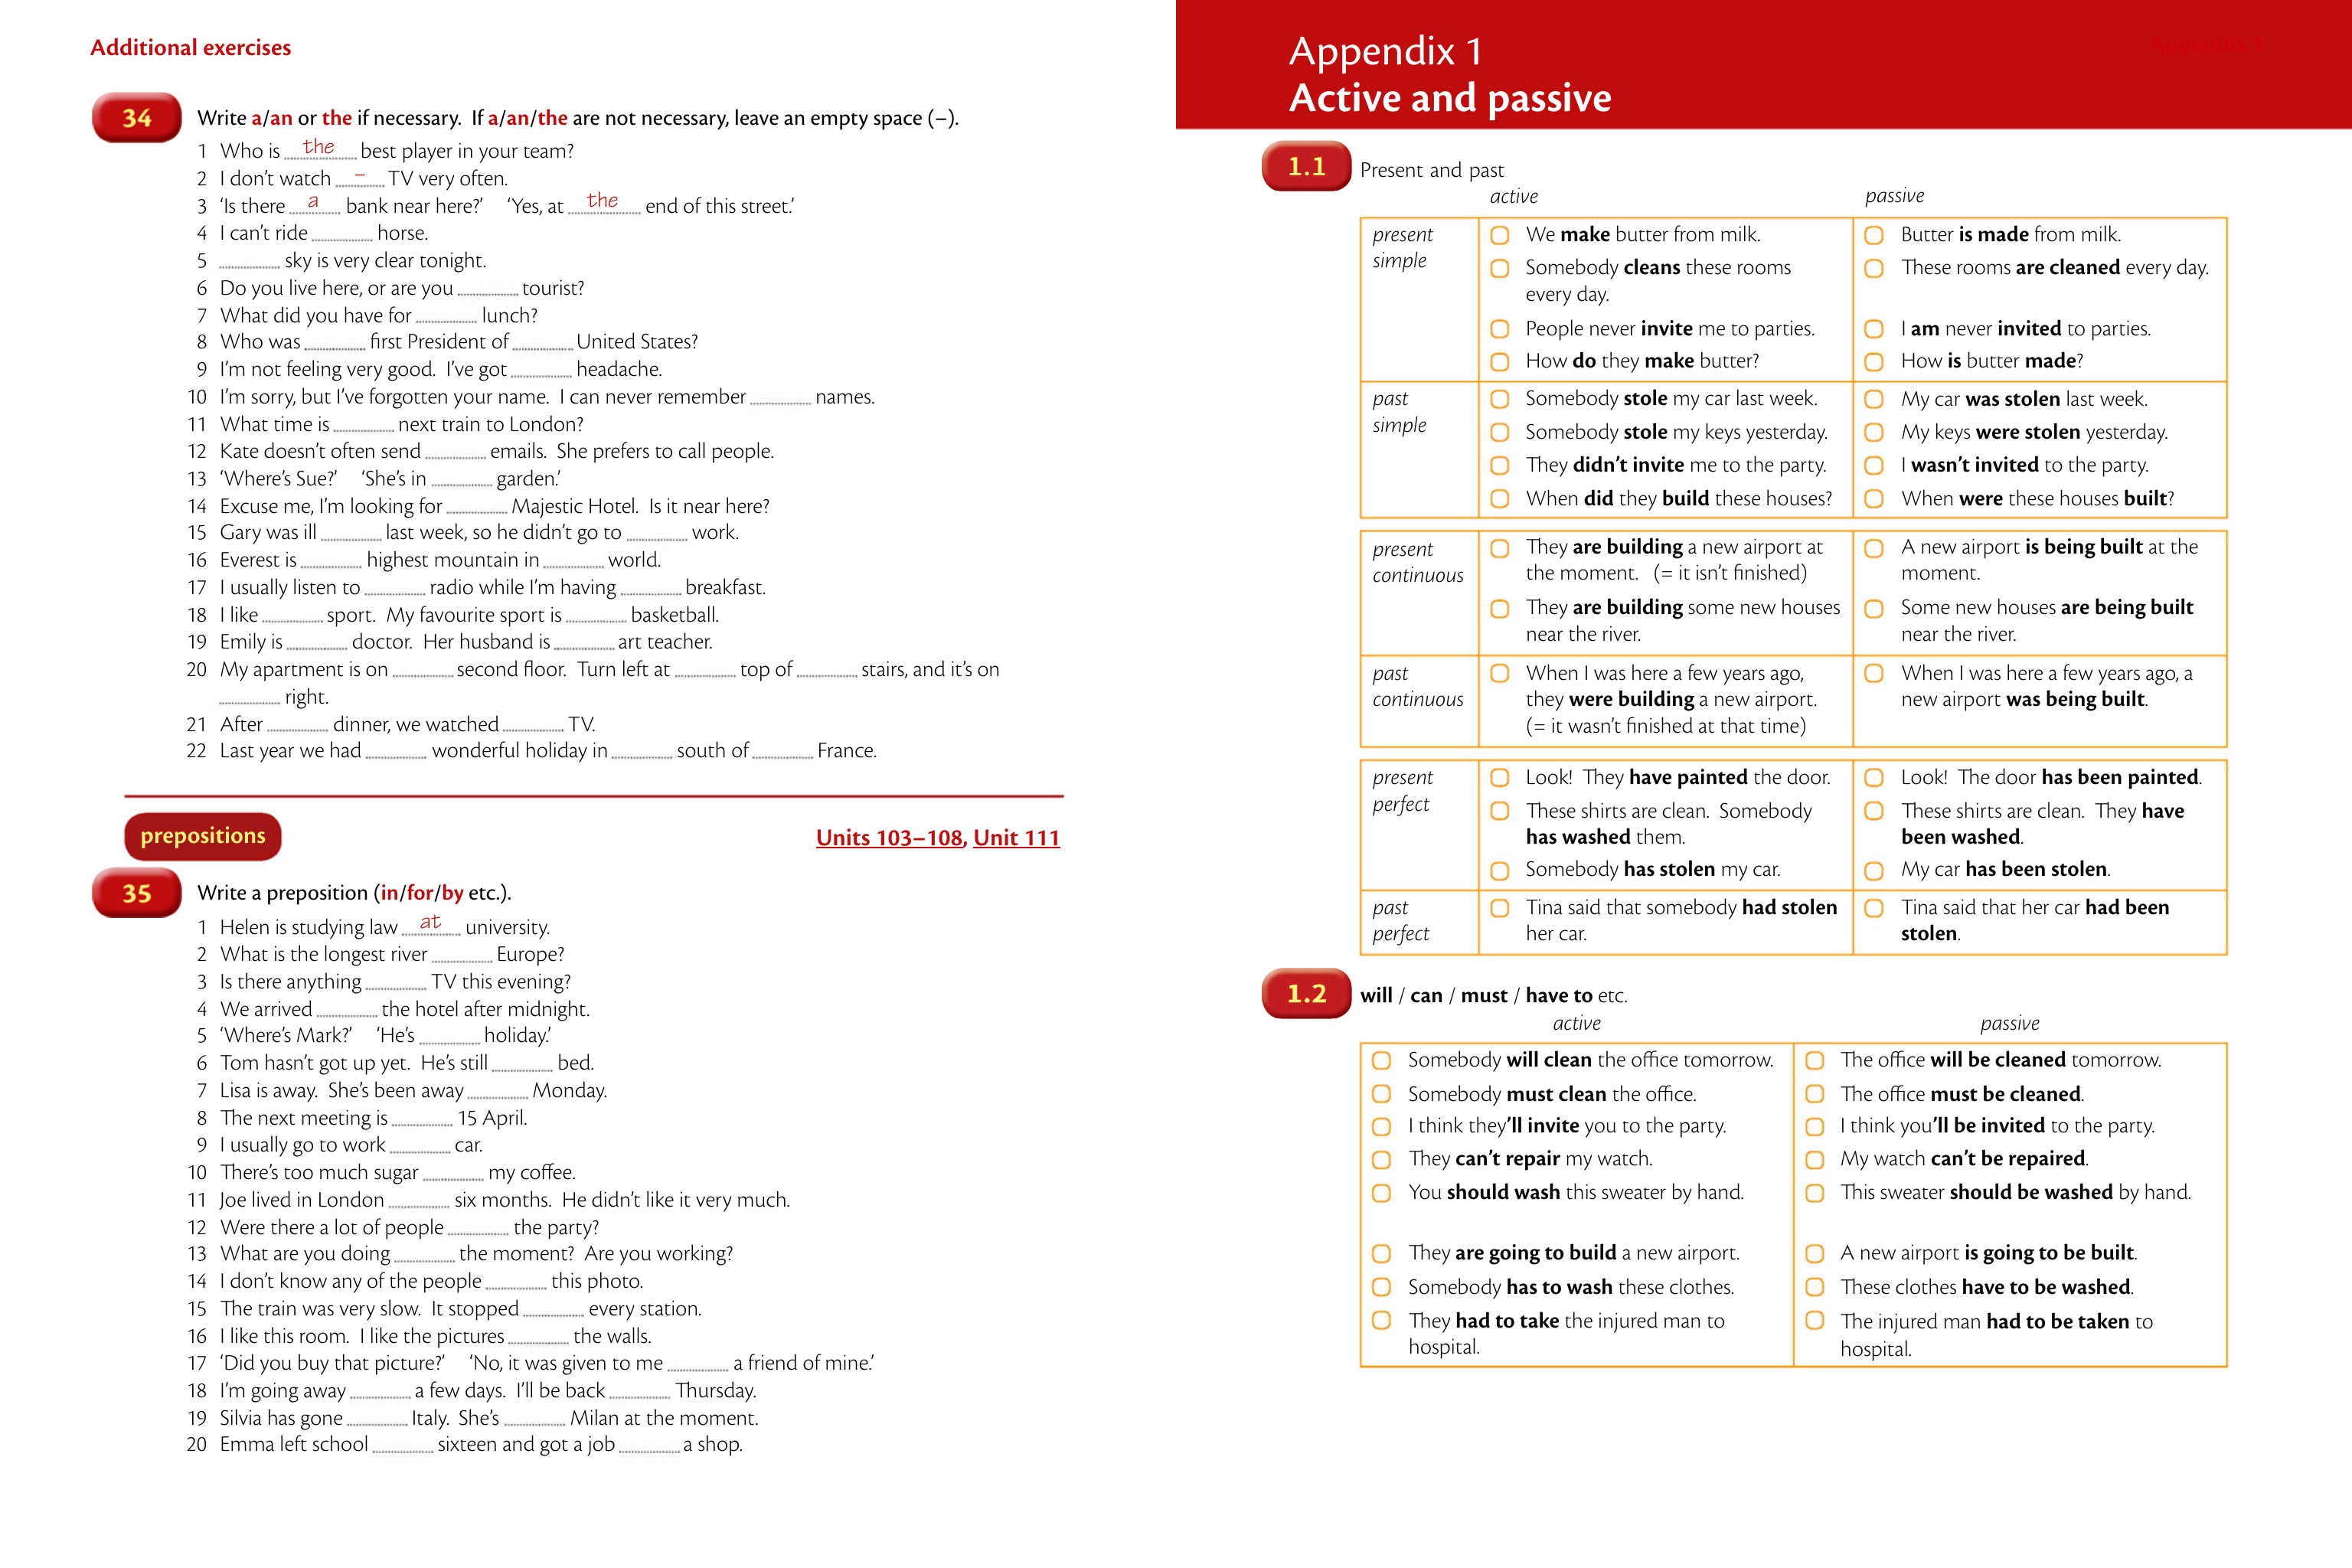 Additional exercises
34
Write a/an or the if necessary. If a/an/the are not necessary, leave an empty space (–).
1 Who is the best player in your team?
2 I don't watch – TV very often.
3 'Is there a bank near here?' 'Yes, at the end of this street.'
4 I can't ride ............ horse.
5 ............ sky is very clear tonight.
6 Do you live here, or are you ............ tourist?
7 What did you have for ............ lunch?
8 Who was ............ first President of ............ United States?
9 I'm not feeling very good. I've got ............ headache.
10 I'm sorry, but I've forgotten your name. I can never remember ............ names.
11 What time is ............ next train to London?
12 Kate doesn't often send ............ emails. She prefers to call people.
13 'Where's Sue?' 'She's in ............ garden.'
14 Excuse me, I'm looking for ............ Majestic Hotel. Is it near here?
15 Gary was ill ............ last week, so he didn't go to ............ work.
16 Everest is ............ highest mountain in ............ world.
17 I usually listen to ............ radio while I'm having ............ breakfast.
18 I like ............ sport. My favourite sport is ............ basketball.
19 Emily is ............ doctor. Her husband is ............ art teacher.
20 My apartment is on ............ second floor. Turn left at ............ top of ............ stairs, and it's on
............ right.
21 After ............ dinner, we watched ............ TV.
22 Last year we had ............ wonderful holiday in ............ south of ............ France.
prepositions
Units 103–108, Unit 111
35
Write a preposition (in/for/by etc.).
1 Helen is studying law at university.
2 What is the longest river ............ Europe?
3 Is there anything ............ TV this evening?
4 We arrived ............ the hotel after midnight.
5 'Where's Mark?' 'He's ............ holiday.'
6 Tom hasn't got up yet. He's still ............ bed.
7 Lisa is away. She's been away ............ Monday.
8 The next meeting is ............ 15 April.
9 I usually go to work ............ car.
10 There's too much sugar ............ my coffee.
11 Joe lived in London ............ six months. He didn't like it very much.
12 Were there a lot of people ............ the party?
13 What are you doing ............ the moment? Are you working?
14 I don't know any of the people ............ this photo.
15 The train was very slow. It stopped ............ every station.
16 I like this room. I like the pictures ............ the walls.
17 'Did you buy that picture?' 'No, it was given to me ............ a friend of mine.'
18 I'm going away ............ a few days. I'll be back ............ Thursday.
19 Silvia has gone ............ Italy. She's ............ Milan at the moment.
20 Emma left school ............ sixteen and got a job ............ a shop.
Appendix 1
Appendix 1
Active and passive
1.1
Present and past
active
passive
present
simple
We make butter from milk.
Somebody cleans these rooms
every day.
People never invite me to parties.
How do they make butter?
Butter is made from milk.
These rooms are cleaned every day.
I am never invited to parties.
How is butter made?
past
simple
Somebody stole my car last week.
Somebody stole my keys yesterday.
They didn't invite me to the party.
When did they build these houses?
My car was stolen last week.
My keys were stolen yesterday.
I wasn't invited to the party.
When were these houses built?
present
continuous
They are building a new airport at
the moment. (= it isn't finished)
They are building some new houses
near the river.
A new airport is being built at the
moment.
Some new houses are being built
near the river.
past
continuous
When I was here a few years ago,
they were building a new airport.
(= it wasn't finished at that time)
When I was here a few years ago, a
new airport was being built.
present
perfect
Look! They have painted the door.
These shirts are clean. Somebody
has washed them.
Somebody has stolen my car.
Look! The door has been painted.
These shirts are clean. They have
been washed.
My car has been stolen.
past
perfect
Tina said that somebody had stolen
her car.
Tina said that her car had been
stolen.
1.2
will / can / must / have to etc.
active
passive
Somebody will clean the office tomorrow.
Somebody must clean the office.
I think they'll invite you to the party.
They can't repair my watch.
You should wash this sweater by hand.
They are going to build a new airport.
Somebody has to wash these clothes.
They had to take the injured man to
hospital.
The office will be cleaned tomorrow.
The office must be cleaned.
I think you'll be invited to the party.
My watch can't be repaired.
This sweater should be washed by hand.
A new airport is going to be built.
These clothes have to be washed.
The injured man had to be taken to
hospital.